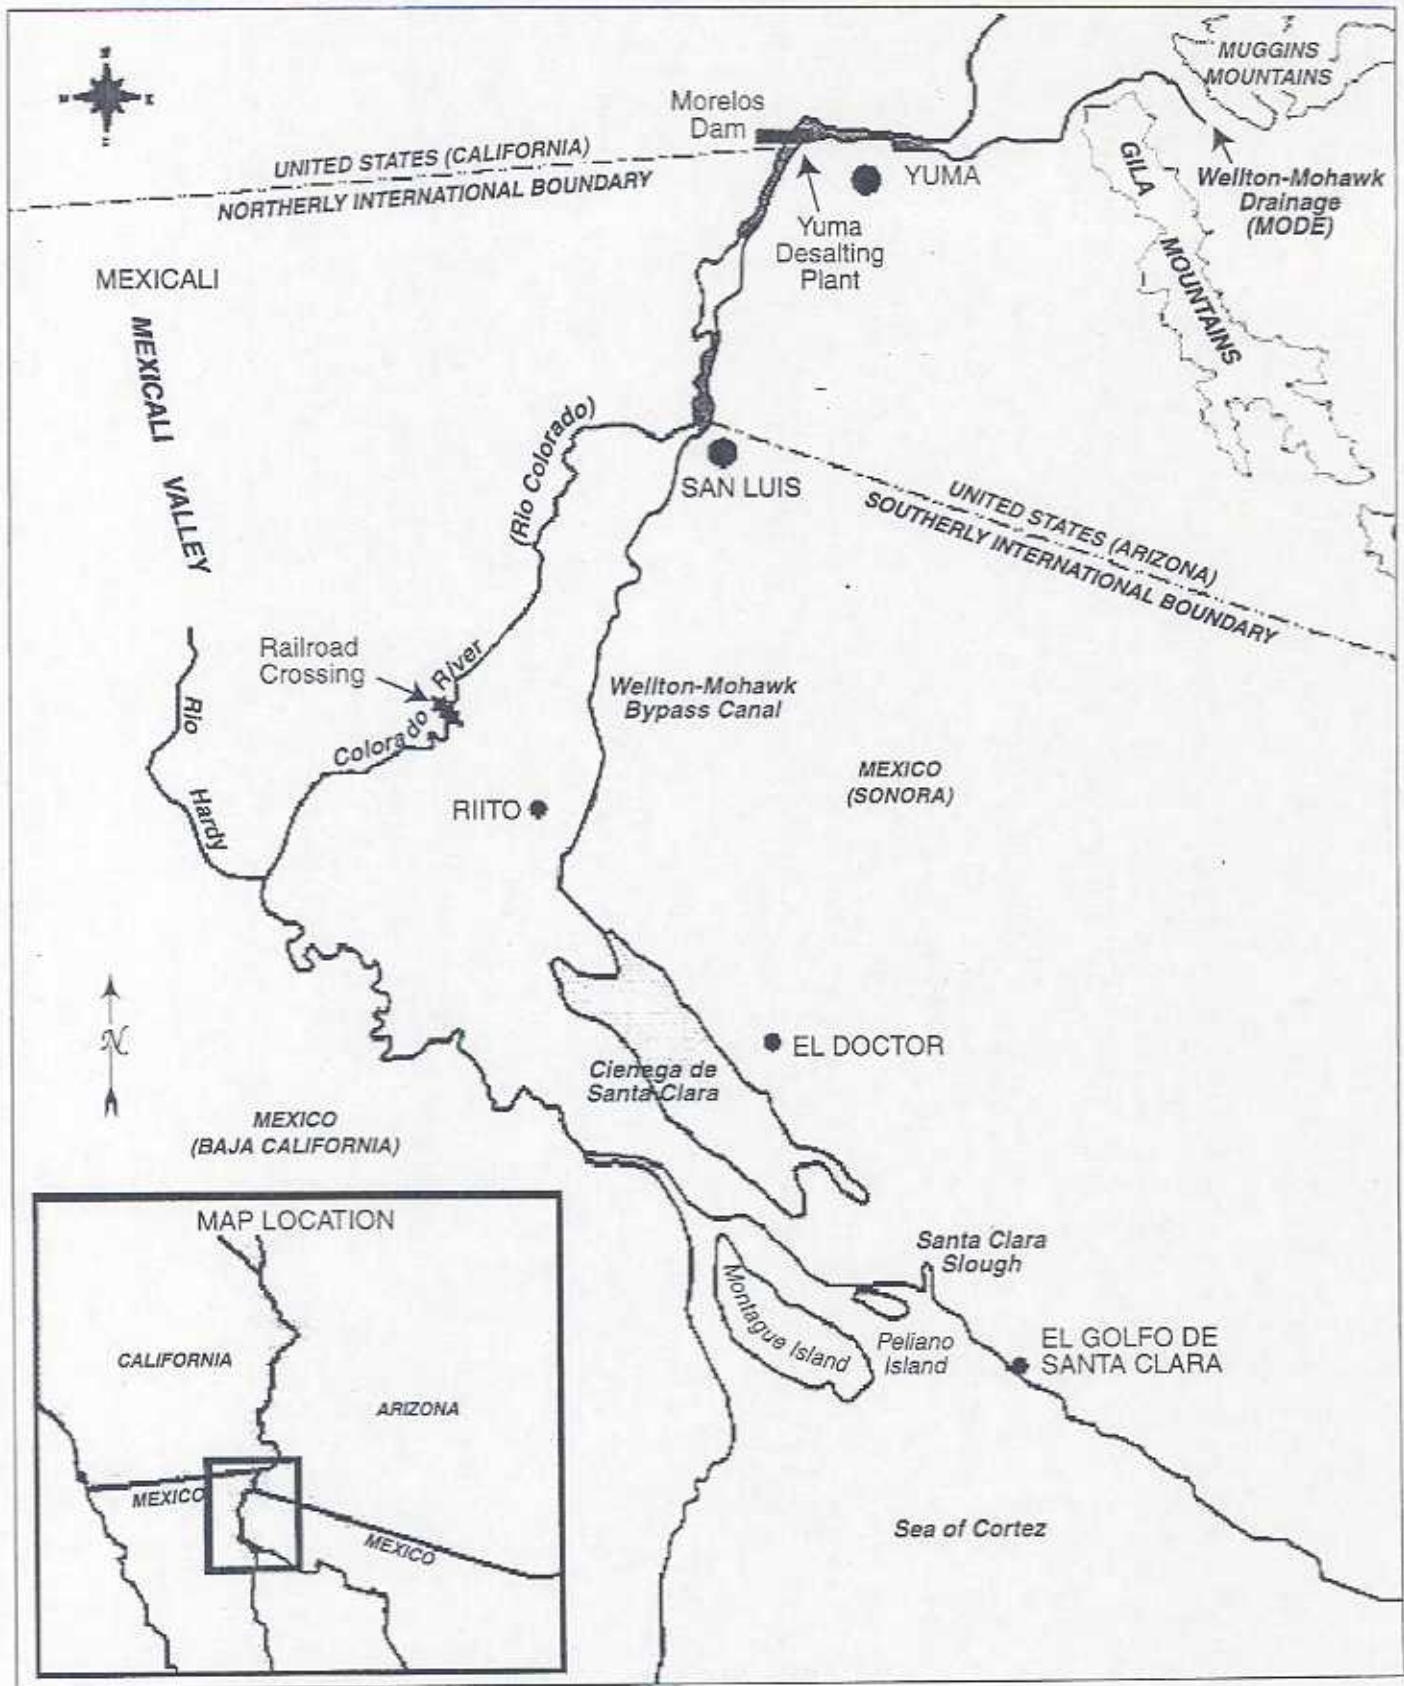 MUGGINS
MOUNTAINS
Morelos
Dam
UNITED STATES (CALIFORNIA)
NORTHERLY INTERNATIONAL BOUNDARY
YUMA
GILA
MOUNTAINS
Wellton-Mohawk
Drainage
(MODE)
Yuma
Desalting
Plant
MEXICALI
MEXICALI VALLEY
(Rio Colorado)
SAN LUIS
UNITED STATES (ARIZONA)
SOUTHERLY INTERNATIONAL BOUNDARY
Railroad
Crossing
Colorado River
Rio Hardy
Wellton-Mohawk
Bypass Canal
MEXICO
(SONORA)
RIITO
N
EL DOCTOR
Cienega de
Santa Clara
MEXICO
(BAJA CALIFORNIA)
Santa Clara
Slough
Montague Island
Peliano
Island
EL GOLFO DE
SANTA CLARA
Sea of Cortez
MAP LOCATION
CALIFORNIA
ARIZONA
MEXICO
MEXICO